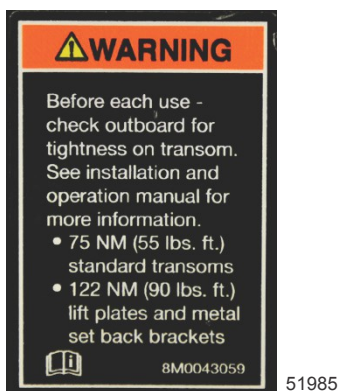 WARNING
Before each use -
check outboard for
tightness on transom.
See installation and
operation manual for
more information.
• 75 NM (55 lbs. ft.)
standard transoms
• 122 NM (90 lbs. ft.)
lift plates and metal
set back brackets
8M0043059
51985